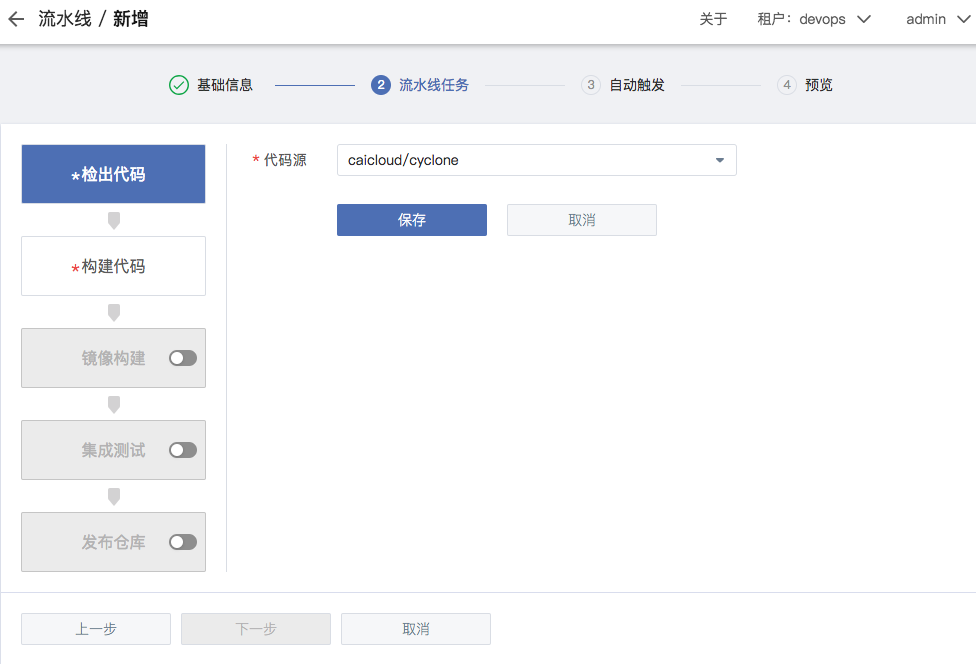 流水线 / 新增
关于
租户：devops
admin
基础信息
2 流水线任务
3 自动触发
4 预览
*检出代码
*构建代码
镜像构建
集成测试
发布仓库
* 代码源
caicloud/cyclone
保存
取消
上一步
下一步
取消